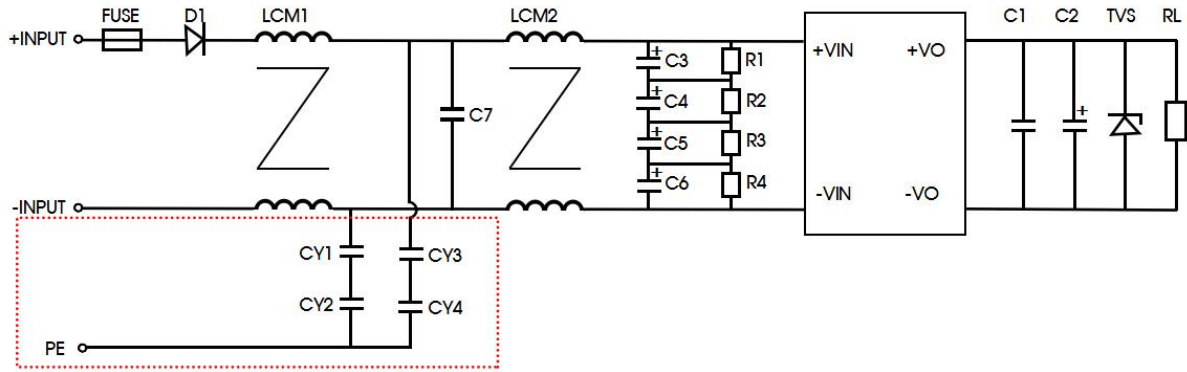 FUSE D1 LCM1 LCM2 C1 C2 TVS RL
+INPUT
+VIN +VO
+ C3 R1
+ C4 R2
C7
+
+ C5 R3
+ C6 R4
-VIN -VO
-INPUT
CY1 CY3
CY2 CY4
PE